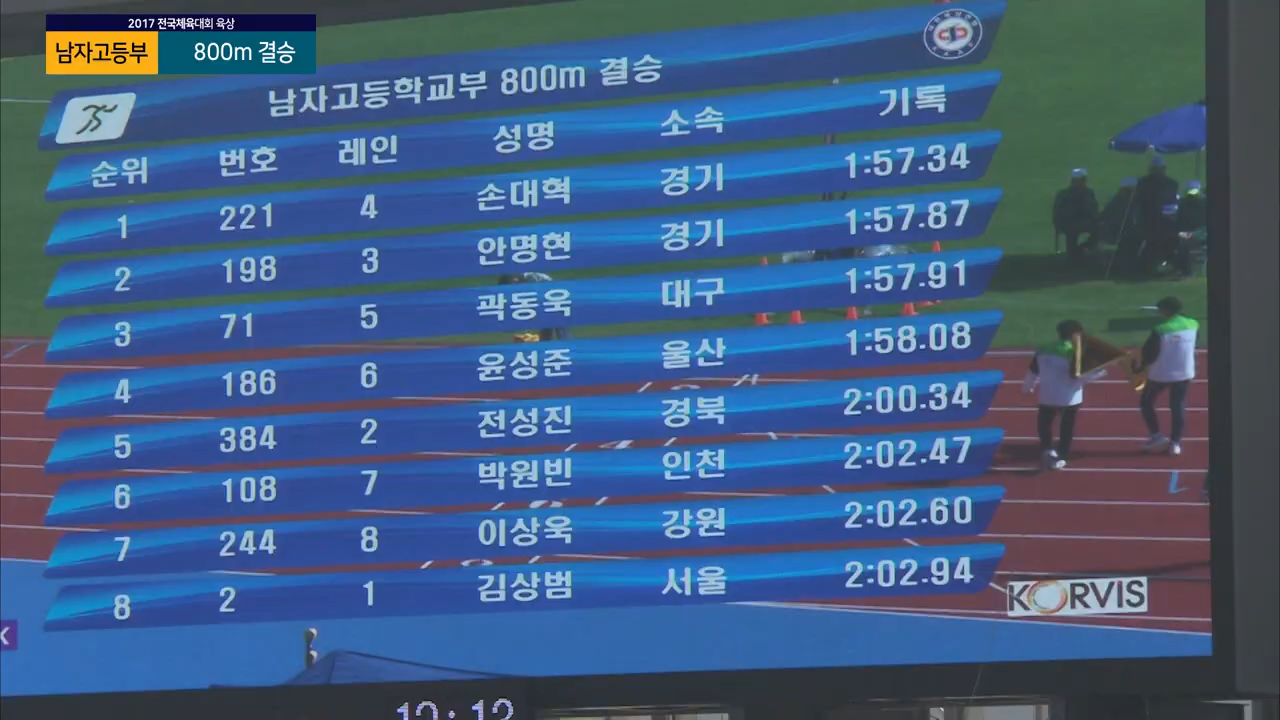 2017 전국체육대회 육상
남자고등부 800m 결승
남자고등학교부 800m 결승
순위 번호 레인 성명 소속 기록
1 221 4 손대혁 경기 1:57.34
2 198 3 안명현 경기 1:57.87
3 71 5 곽동욱 대구 1:57.91
4 186 6 윤성준 울산 1:58.08
5 384 2 전성진 경북 2:00.34
6 108 7 박원빈 인천 2:02.47
7 244 8 이상욱 강원 2:02.60
8 2 1 김상범 서울 2:02.94
KORVIS
K
12:12